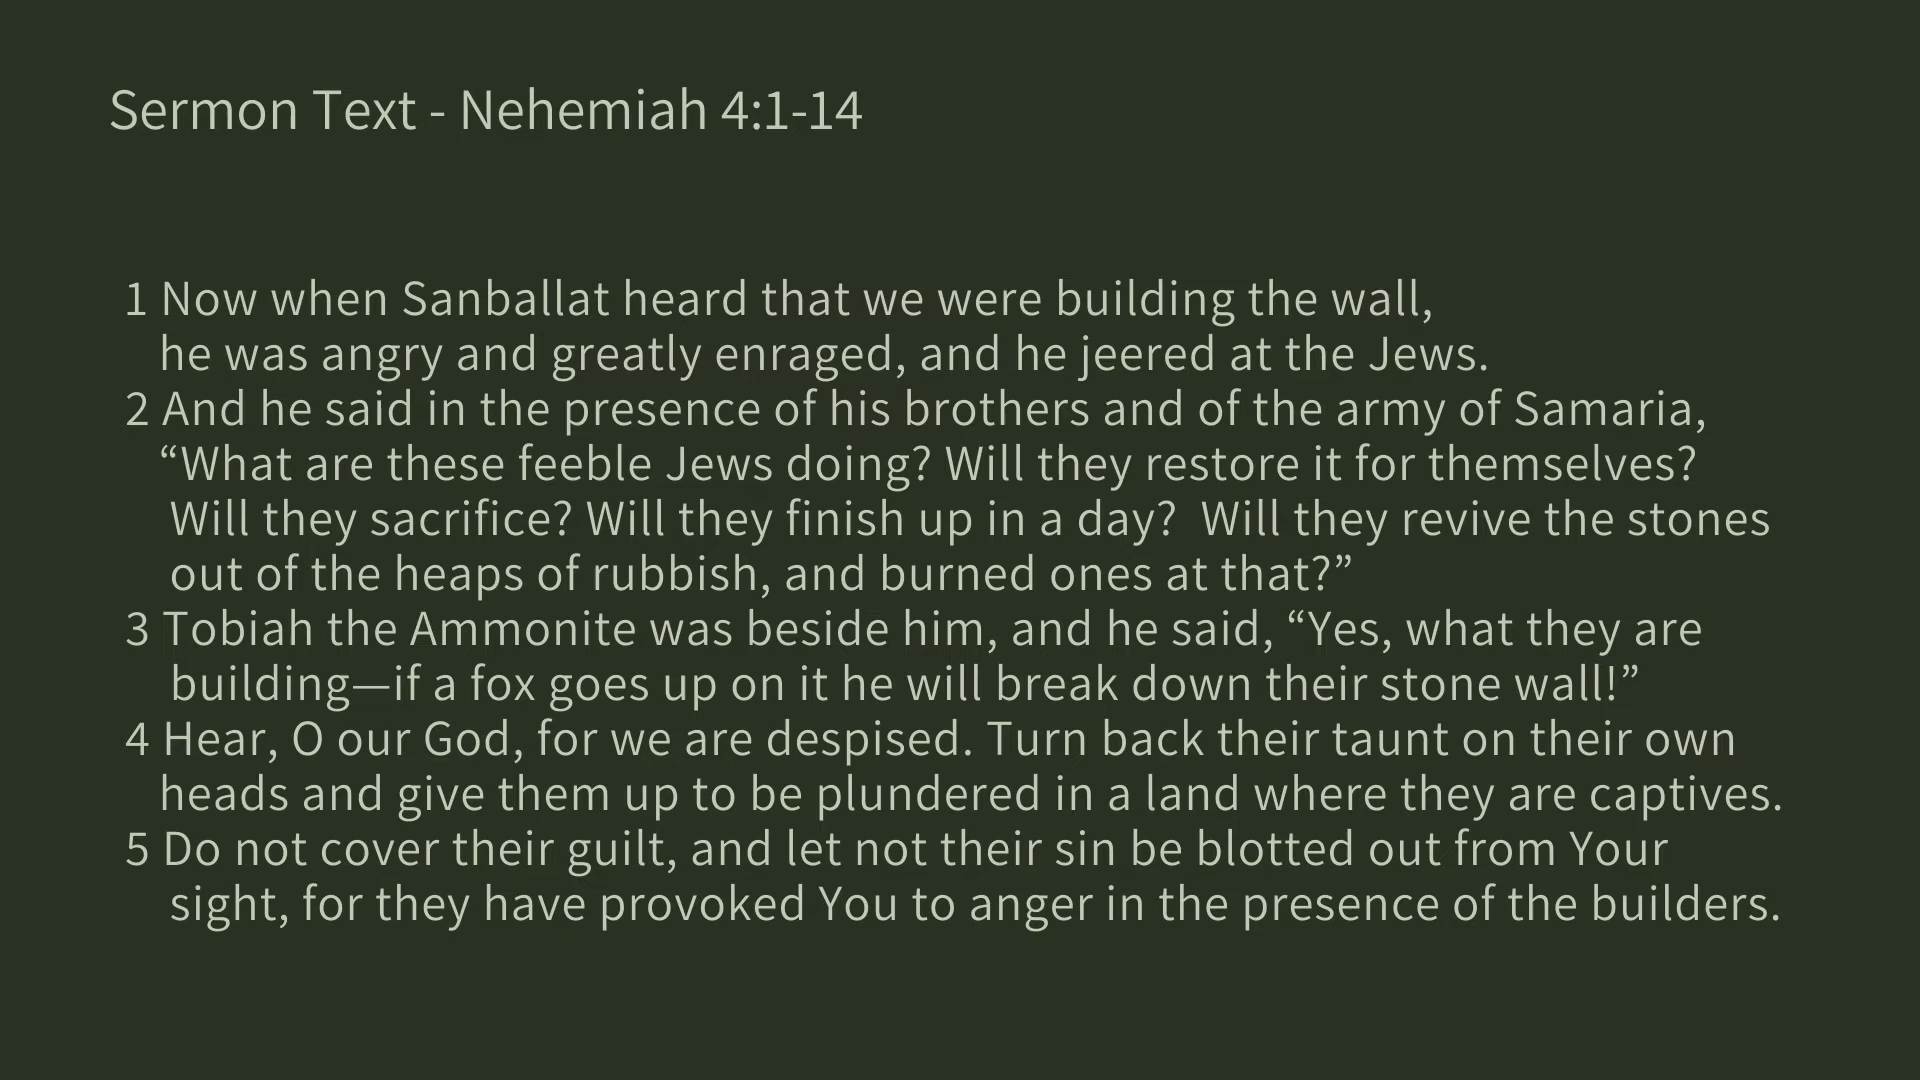 Sermon Text - Nehemiah 4:1-14
1 Now when Sanballat heard that we were building the wall,
he was angry and greatly enraged, and he jeered at the Jews.
2 And he said in the presence of his brothers and of the army of Samaria,
“What are these feeble Jews doing? Will they restore it for themselves?
Will they sacrifice? Will they finish up in a day?  Will they revive the stones
out of the heaps of rubbish, and burned ones at that?”
3 Tobiah the Ammonite was beside him, and he said, “Yes, what they are
building—if a fox goes up on it he will break down their stone wall!”
4 Hear, O our God, for we are despised. Turn back their taunt on their own
heads and give them up to be plundered in a land where they are captives.
5 Do not cover their guilt, and let not their sin be blotted out from Your
sight, for they have provoked You to anger in the presence of the builders.